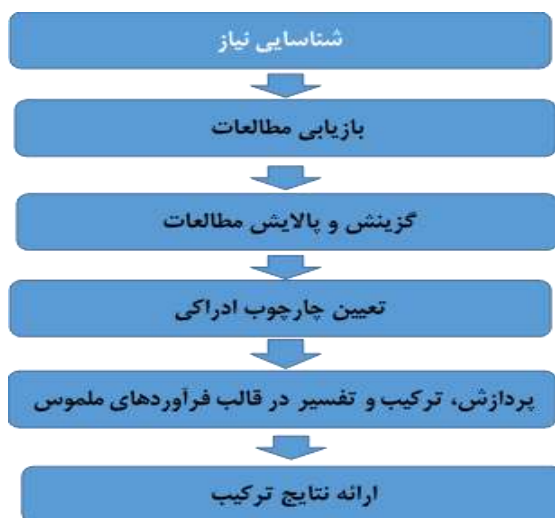 شناسایی نیاز
بازیابی مطالعات
گزینش و پالایش مطالعات
تعیین چارچوب ادراکی
پردازش، ترکیب و تفسیر در قالب فرآوردهای ملموس
ارائه نتایج ترکیب